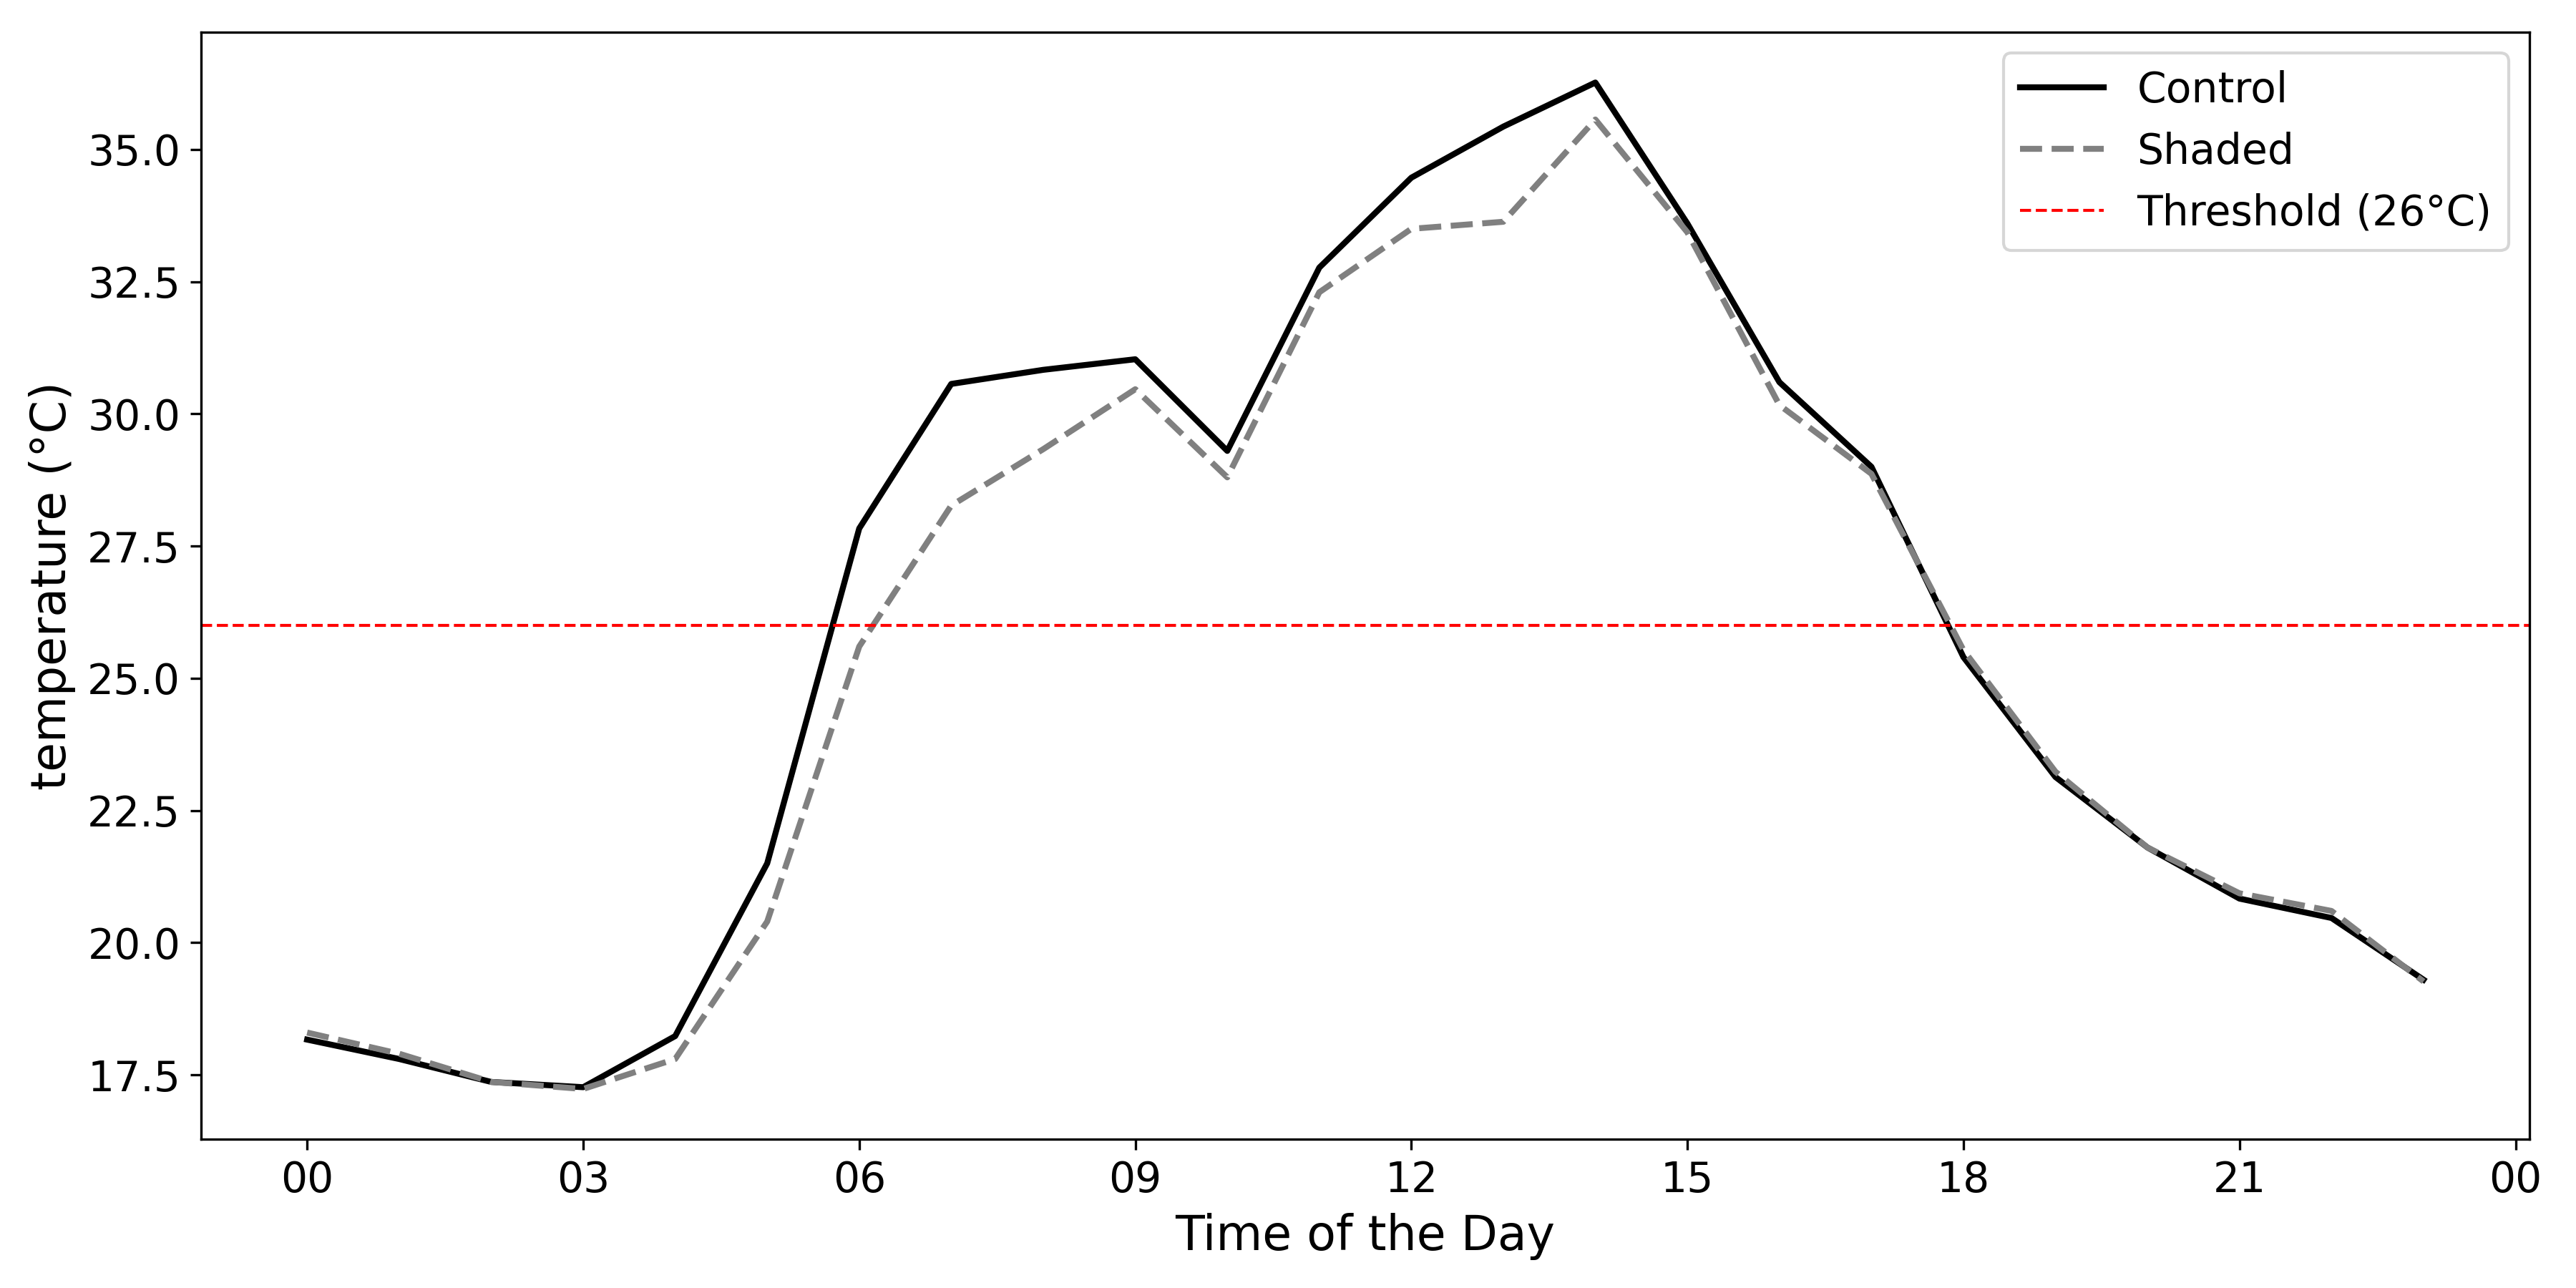 Control
Shaded
Threshold (26°C)
temperature (°C)
35.0
32.5
30.0
27.5
25.0
22.5
20.0
17.5
00 03 06 09 12 15 18 21 00
Time of the Day